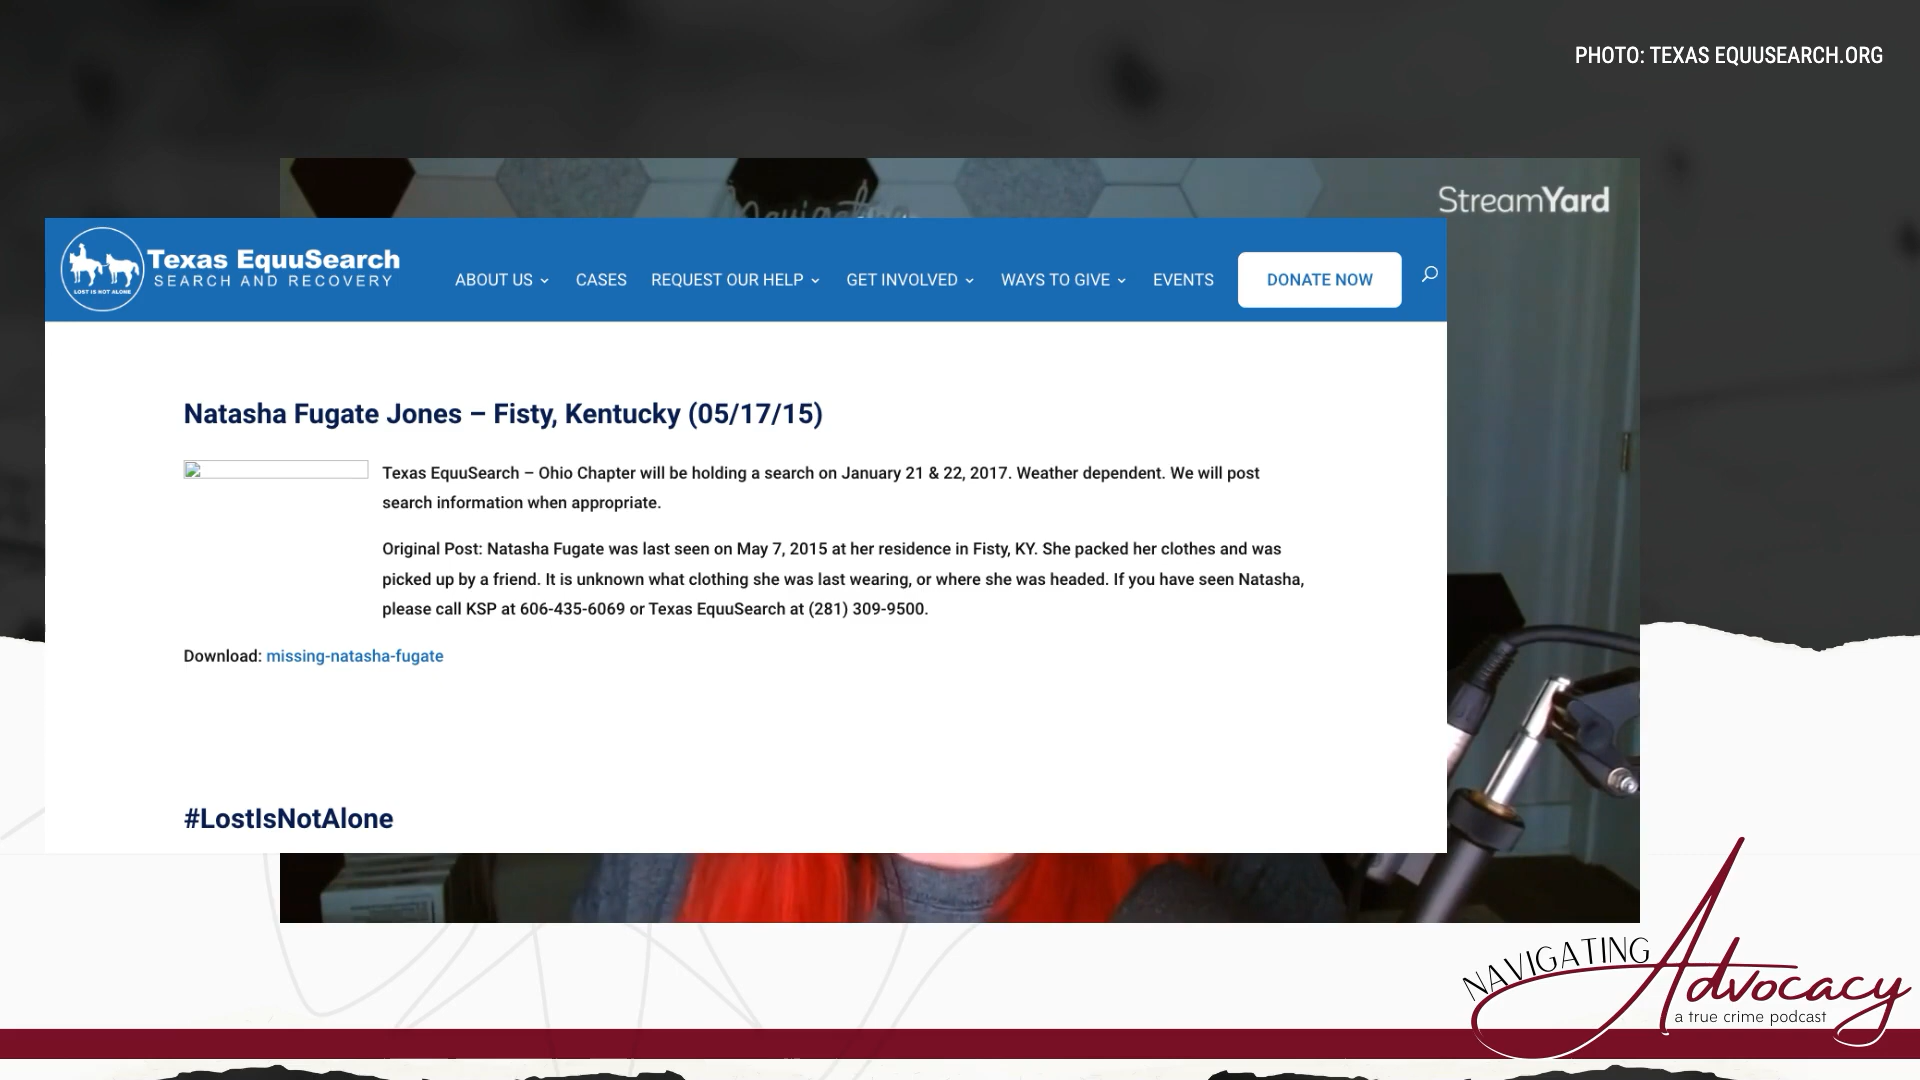 PHOTO: TEXAS EQUUSEARCH.ORG
StreamYard
Navigating
Texas EquuSearch
SEARCH AND RECOVERY
LOST IS NOT ALONE
ABOUT US CASES REQUEST OUR HELP GET INVOLVED WAYS TO GIVE EVENTS DONATE NOW
Natasha Fugate Jones – Fisty, Kentucky (05/17/15)
Texas EquuSearch – Ohio Chapter will be holding a search on January 21 & 22, 2017. Weather dependent. We will post
search information when appropriate.
Original Post: Natasha Fugate was last seen on May 7, 2015 at her residence in Fisty, KY. She packed her clothes and was
picked up by a friend. It is unknown what clothing she was last wearing, or where she was headed. If you have seen Natasha,
please call KSP at 606-435-6069 or Texas EquuSearch at (281) 309-9500.
Download: missing-natasha-fugate
#LostIsNotAlone
NAVIGATING
Advocacy
a true crime podcast